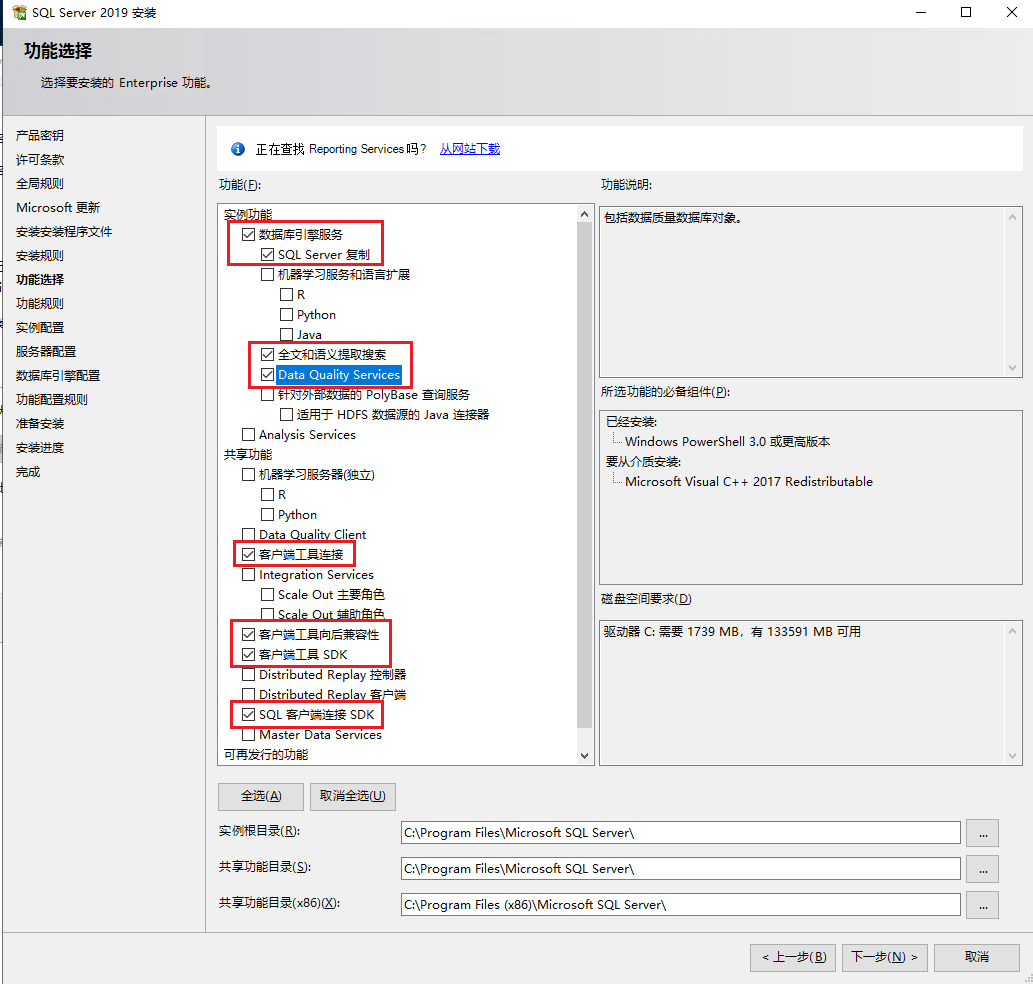 SQL Server 2019 安装
功能选择
选择要安装的 Enterprise 功能。
产品密钥
许可条款
全局规则
Microsoft 更新
安装安装程序文件
安装规则
功能选择
功能规则
实例配置
服务器配置
数据库引擎配置
功能配置规则
准备安装
安装进度
完成
正在查找 Reporting Services 吗? 从网站下载
功能(F):
实例功能
数据库引擎服务
SQL Server 复制
机器学习服务和语言扩展
R
Python
Java
全文和语义提取搜索
Data Quality Services
针对外部数据的 PolyBase 查询服务
适用于 HDFS 数据源的 Java 连接器
Analysis Services
共享功能
机器学习服务器(独立)
R
Python
Data Quality Client
客户端工具连接
Integration Services
Scale Out 主要角色
Scale Out 辅助角色
客户端工具向后兼容性
客户端工具 SDK
Distributed Replay 控制器
Distributed Replay 客户端
SQL 客户端连接 SDK
Master Data Services
可再发行的功能
功能说明:
包括数据质量数据库对象。
所选功能的必备组件(P):
已经安装:
Windows PowerShell 3.0 或更高版本
要从介质安装:
Microsoft Visual C++ 2017 Redistributable
磁盘空间要求(D)
驱动器 C: 需要 1739 MB，有 133591 MB 可用
全选(A) 取消全选(U)
实例根目录(R): C:\Program Files\Microsoft SQL Server\ ...
共享功能目录(S): C:\Program Files\Microsoft SQL Server\ ...
共享功能目录(x86)(X): C:\Program Files (x86)\Microsoft SQL Server\ ...
< 上一步(B) 下一步(N) > 取消